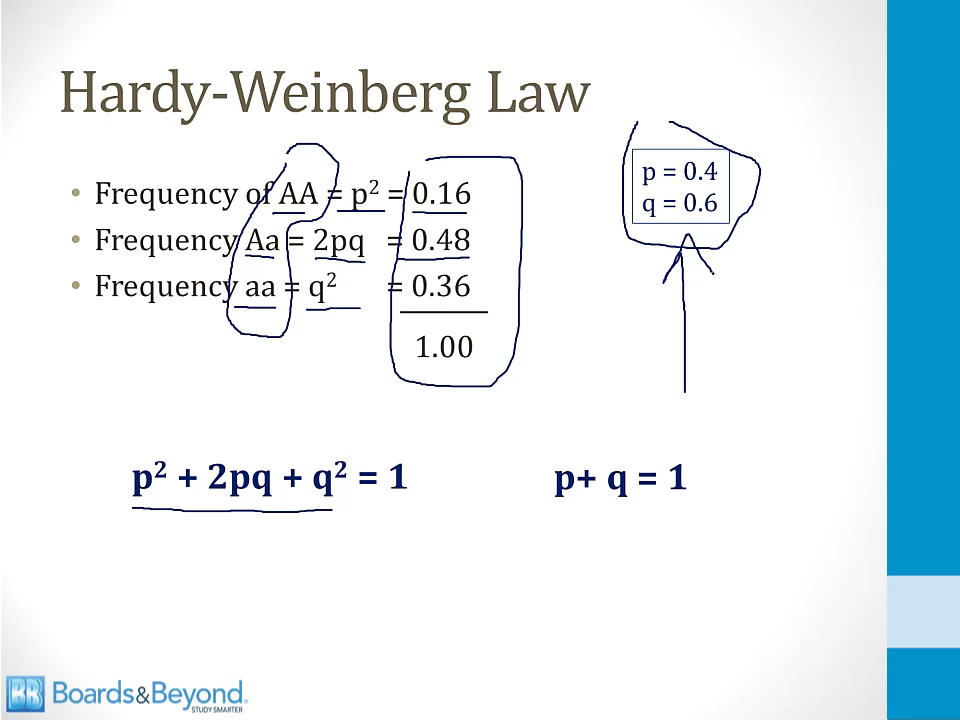 Hardy-Weinberg Law
• Frequency of AA = p² = 0.16
• Frequency Aa = 2pq = 0.48
• Frequency aa = q² = 0.36
1.00
p = 0.4
q = 0.6
p² + 2pq + q² = 1
p+ q = 1
BB Boards&Beyond.
STUDY SMARTER